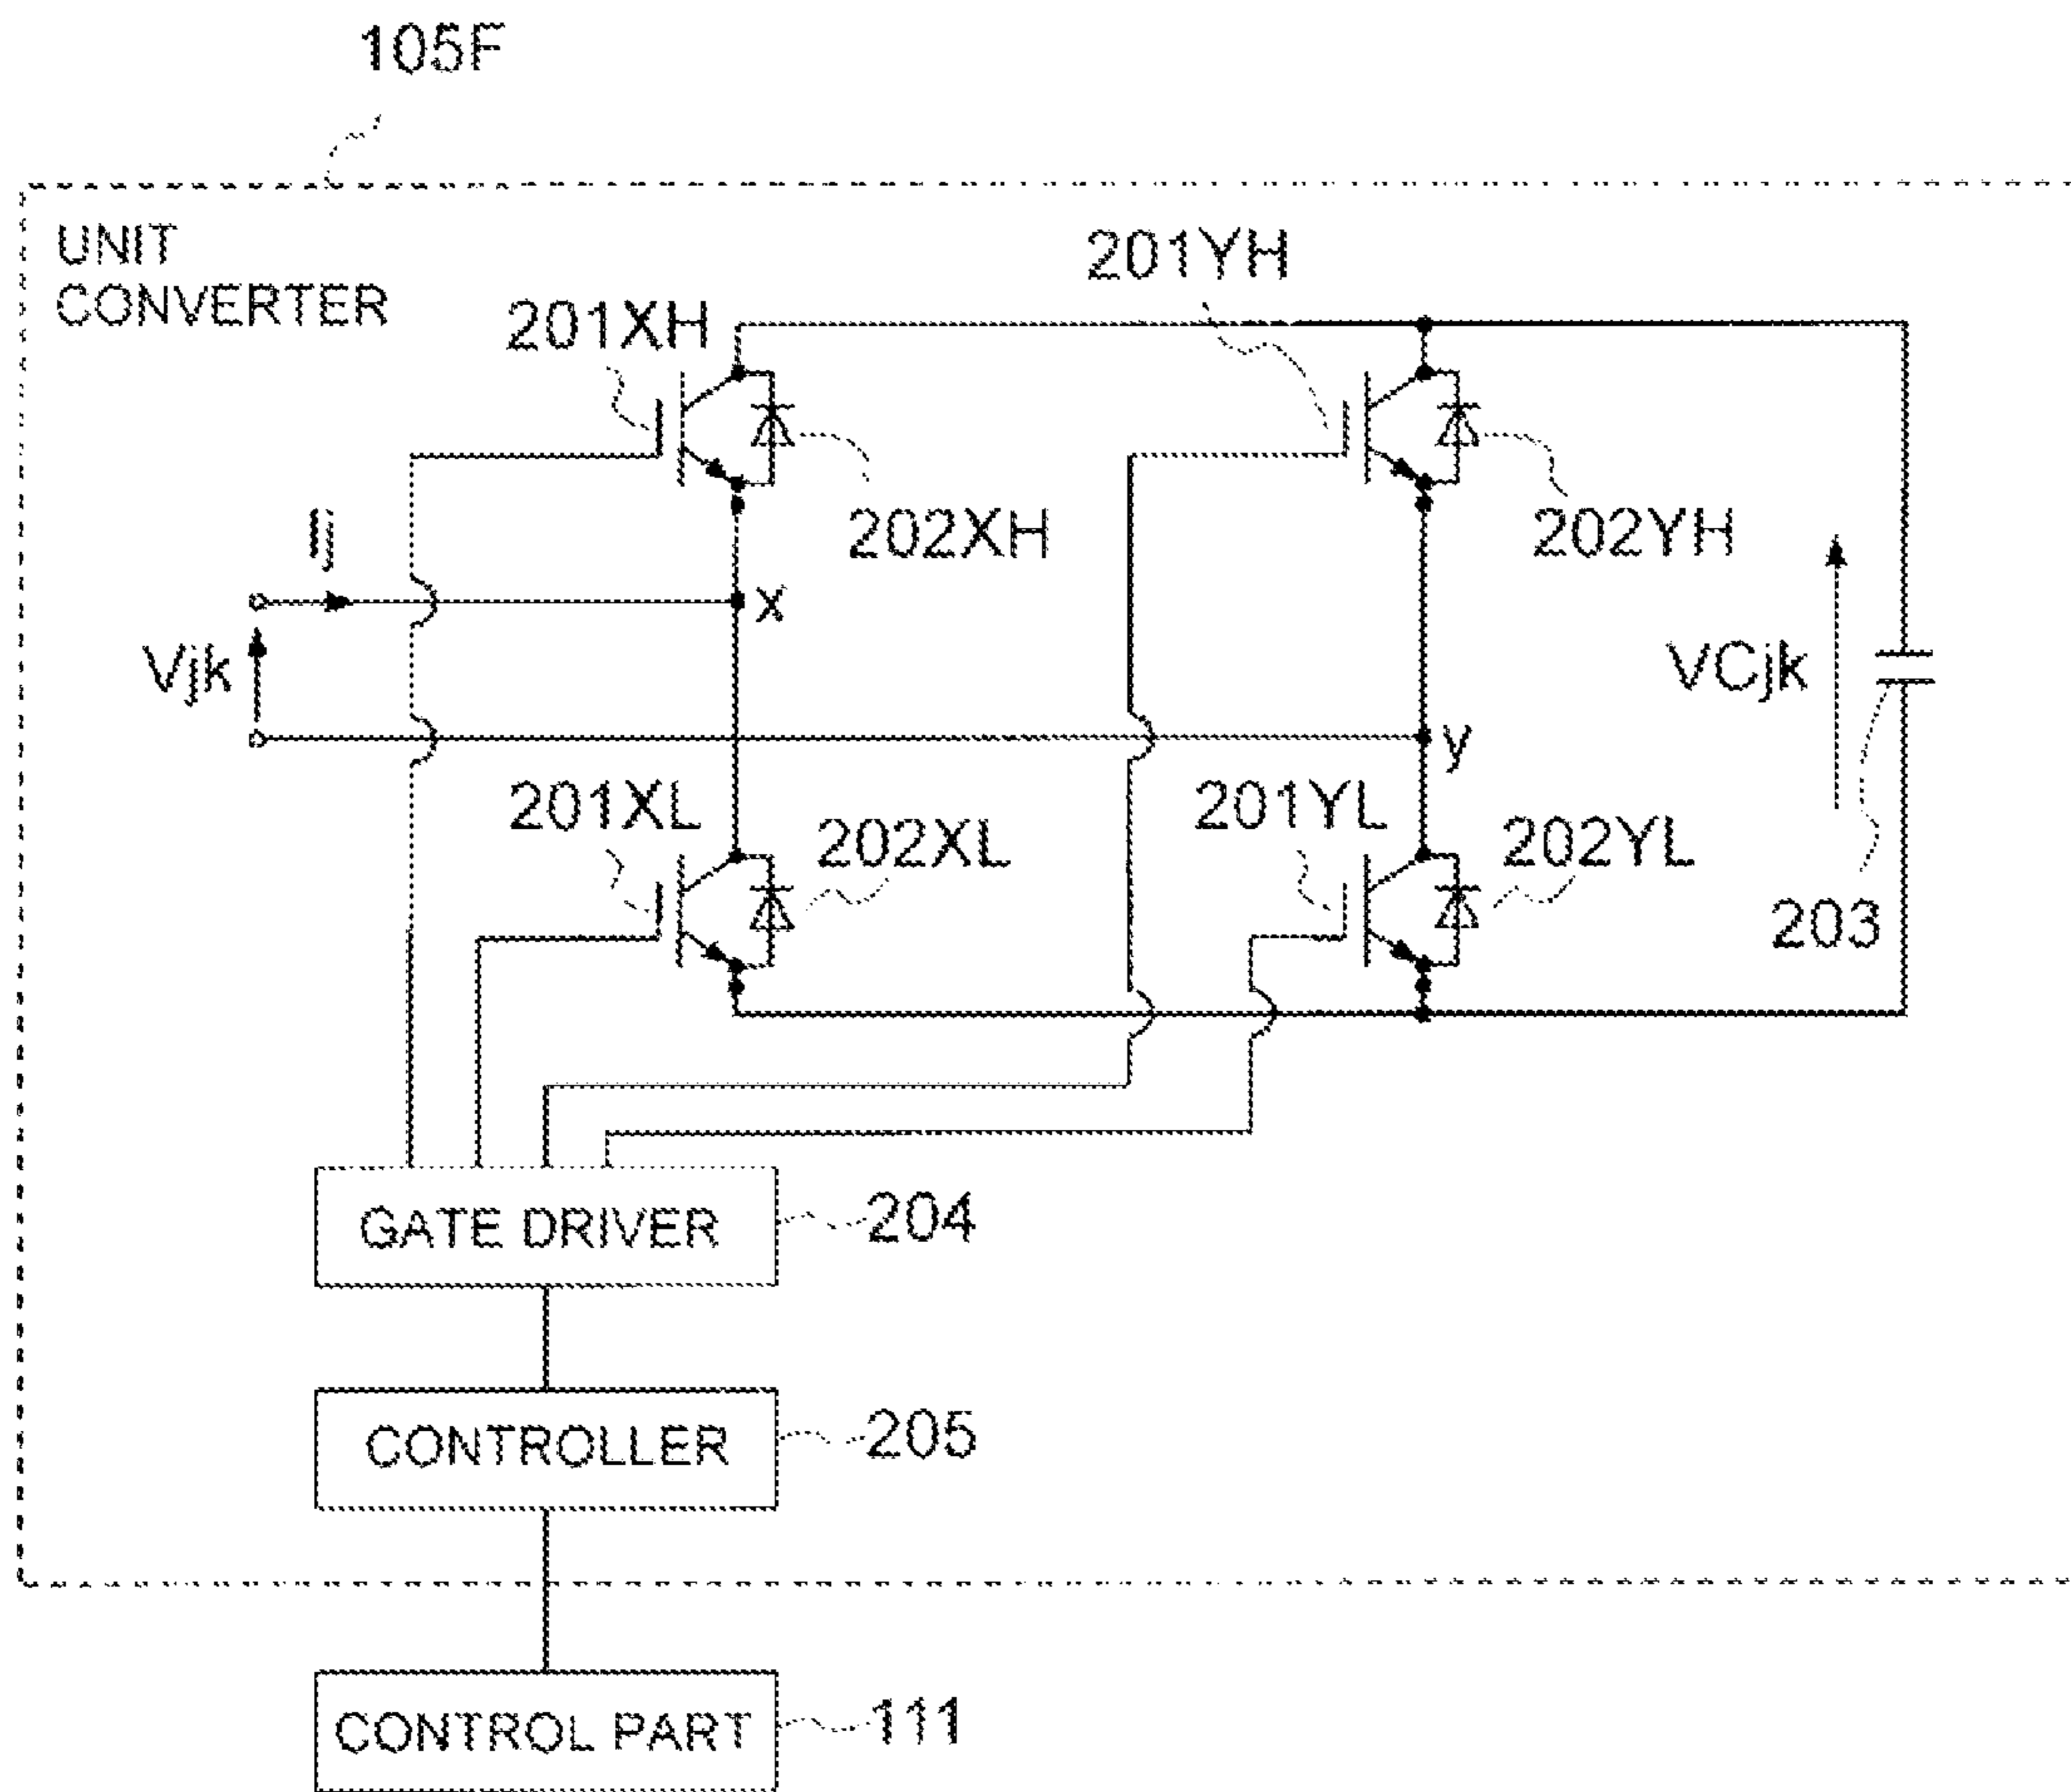 105F
UNIT
CONVERTER
201YH
201XH
202XH
202YH
Ij
x
Vjk
VCjk
y
201XL
202XL
201YL
202YL
203
GATE DRIVER
204
CONTROLLER
205
CONTROL PART
111